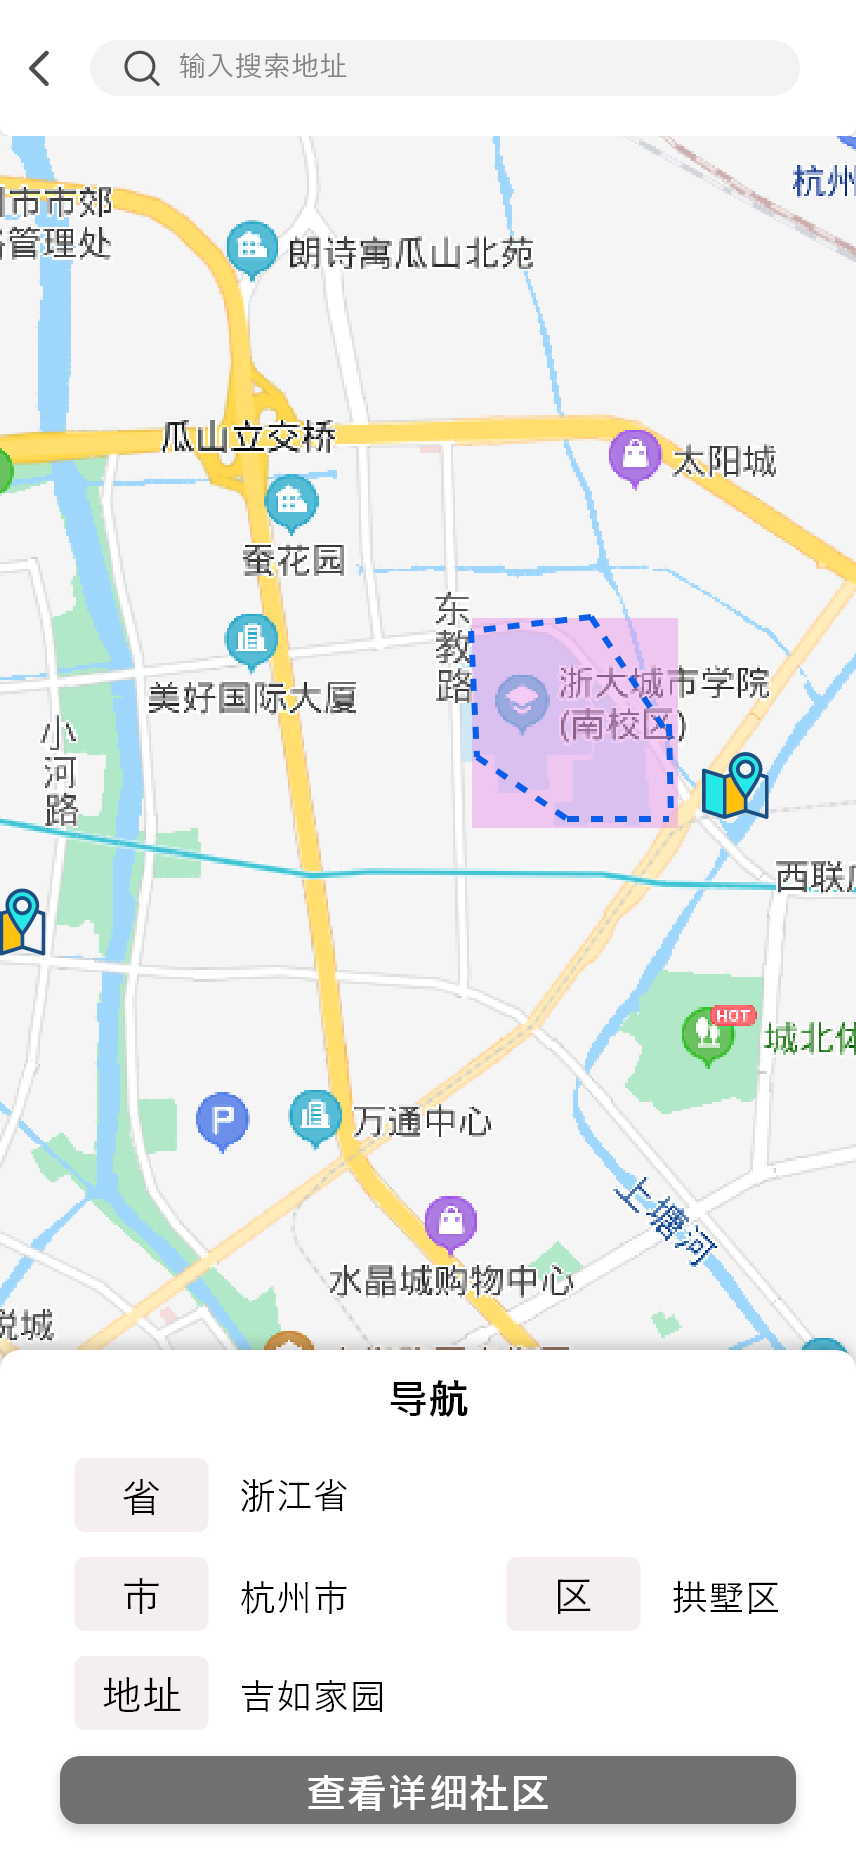 输入搜索地址
杭州
州市市郊
管理处
朗诗寓瓜山北苑
瓜山立交桥
太阳城
蚕花园
东教路
浙大城市学院
(南校区)
美好国际大厦
小河路
西联
HOT
城北体
P
万通中心
上塘河
水晶城购物中心
悦城
导航
省 浙江省
市 杭州市 区 拱墅区
地址 吉如家园
查看详细社区